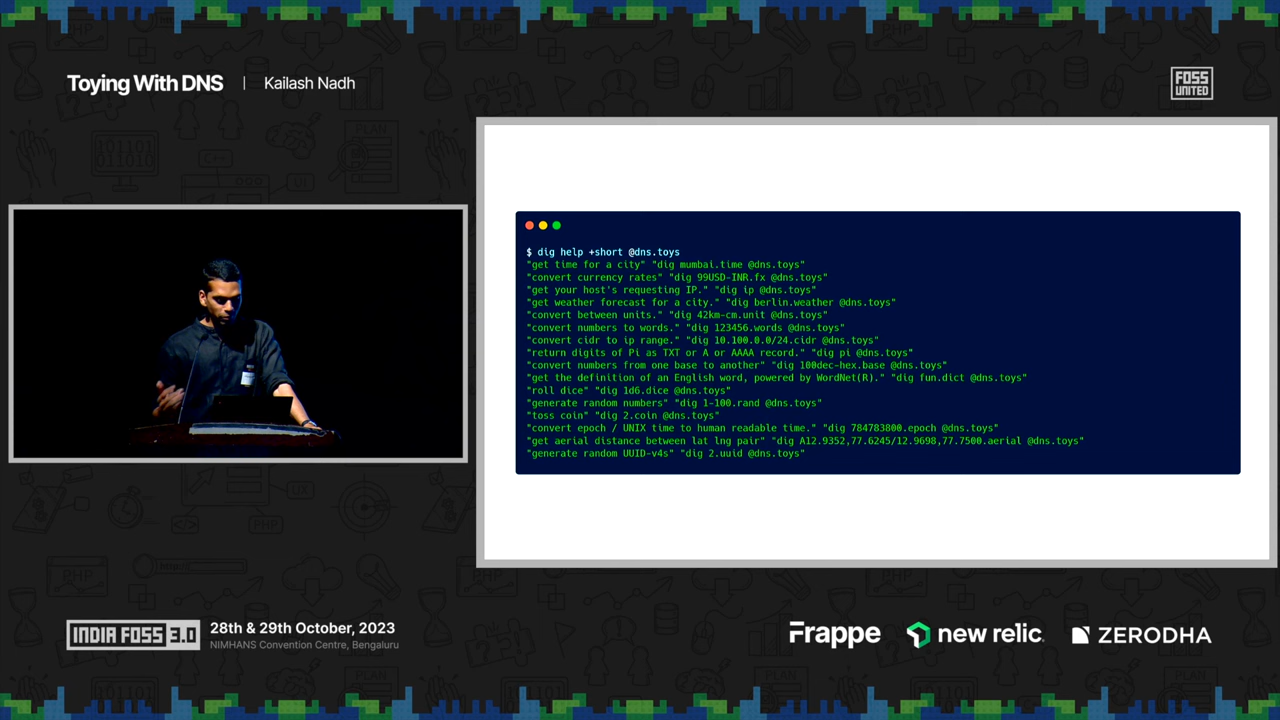 Toying With DNS | Kailash Nadh
FOSS
UNITED
$ dig help +short @dns.toys
"get time for a city" "dig mumbai.time @dns.toys"
"convert currency rates" "dig 99USD-INR.fx @dns.toys"
"get your host's requesting IP." "dig ip @dns.toys"
"get weather forecast for a city." "dig berlin.weather @dns.toys"
"convert between units." "dig 42km-cm.unit @dns.toys"
"convert numbers to words." "dig 123456.words @dns.toys"
"convert cidr to ip range." "dig 10.100.0.0/24.cidr @dns.toys"
"return digits of Pi as TXT or A or AAAA record." "dig pi @dns.toys"
"convert numbers from one base to another" "dig 100dec-hex.base @dns.toys"
"get the definition of an English word, powered by WordNet(R)." "dig fun.dict @dns.toys"
"roll dice" "dig 1d6.dice @dns.toys"
"generate random numbers" "dig 1-100.rand @dns.toys"
"toss coin" "dig 2.coin @dns.toys"
"convert epoch / UNIX time to human readable time." "dig 784783800.epoch @dns.toys"
"get aerial distance between lat lng pair" "dig A12.9352,77.6245/12.9698,77.7500.aerial @dns.toys"
"generate random UUID-v4s" "dig 2.uuid @dns.toys"
INDIA FOSS 3.0
28th & 29th October, 2023
NIMHANS Convention Centre, Bengaluru
Frappe
new relic
ZERODHA
PHP
101101
011010
C++
UI
PLAN
UX